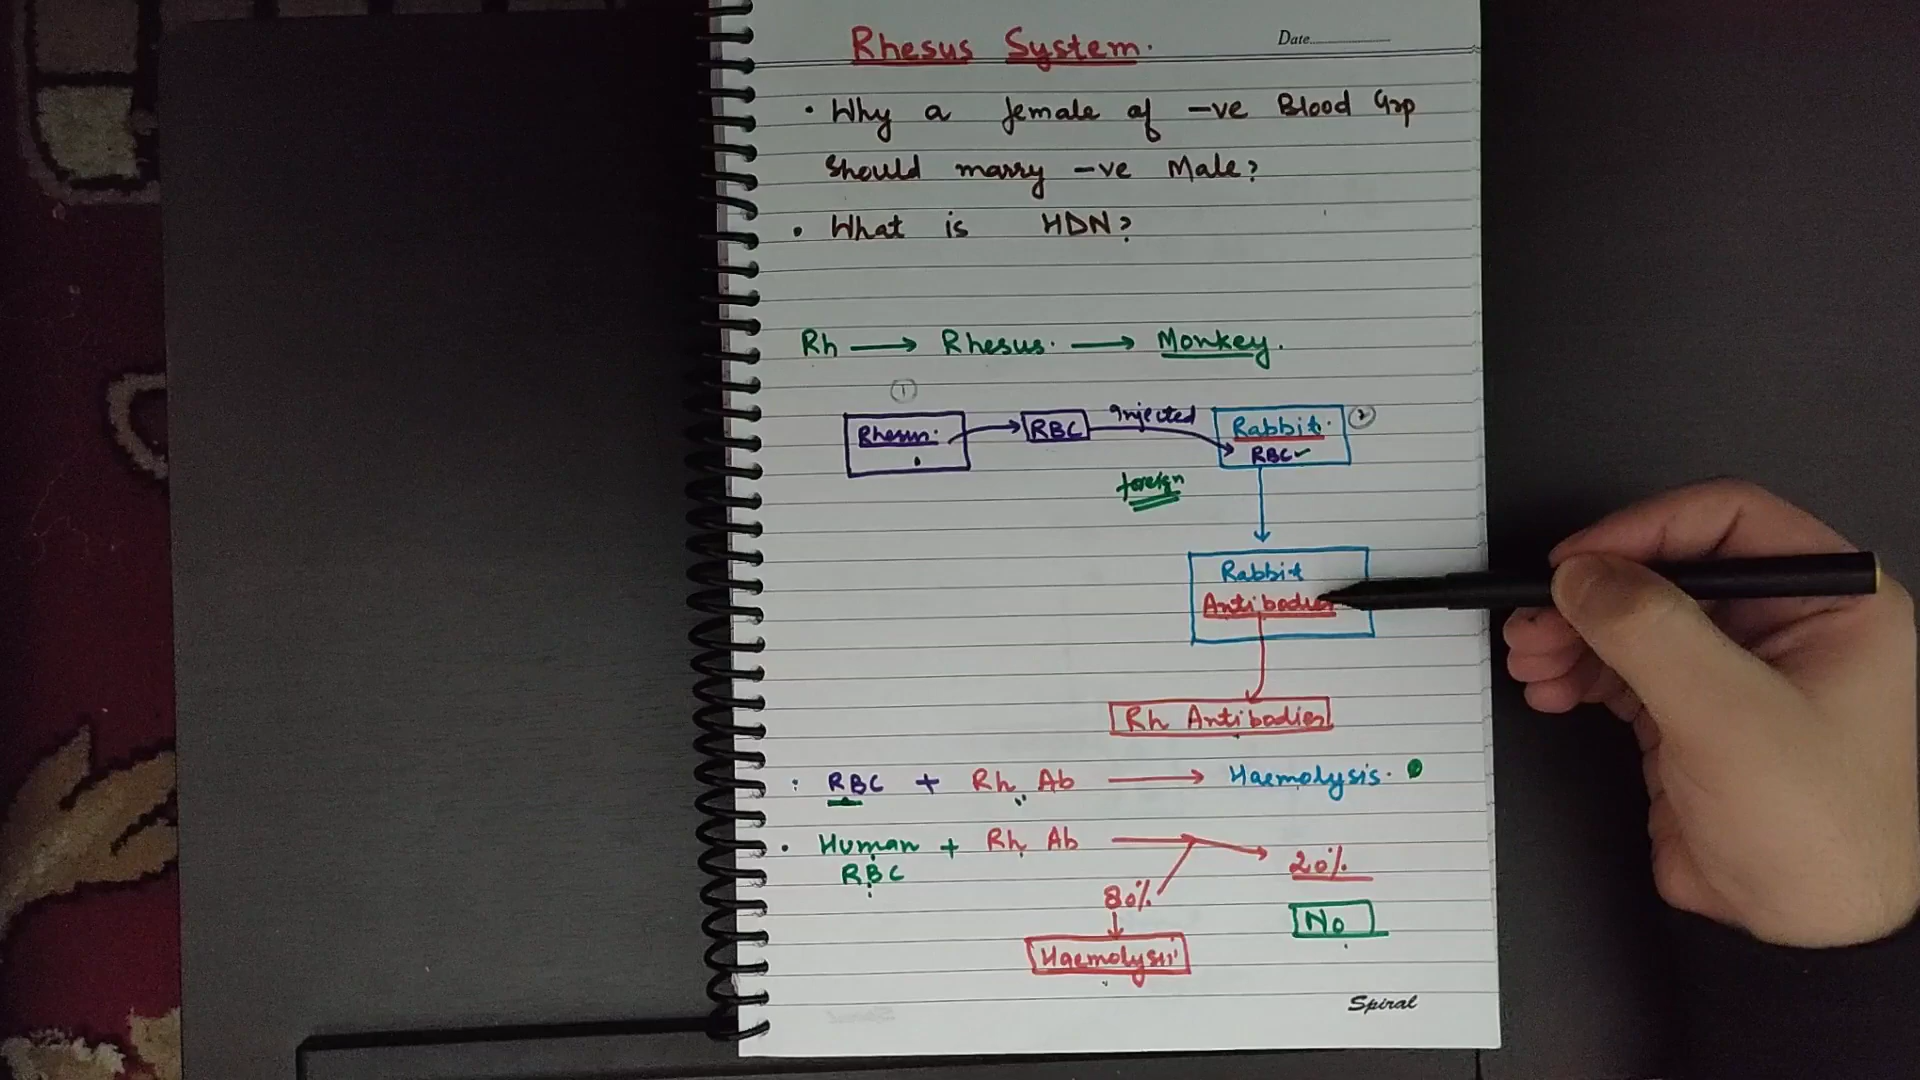 Rhesus System.
Date
• Why a female of -ve Blood Grp
Should marry -ve Male?
• What is HDN?
Rh → Rhesus. → Monkey.
1
Rhesus.
RBC
Injected
Rabbit.
2
RBC ✓
foreign
Rabbit
Antibodies
Rh Antibodies
: RBC + Rh Ab → Haemolysis.
• Human + Rh Ab → 20%
RBC
80%
No
Haemolysis
Spiral